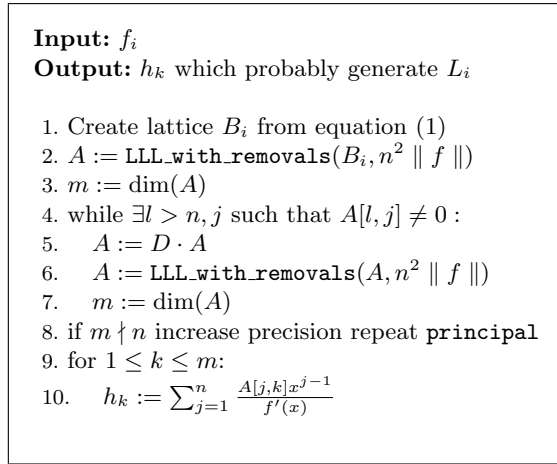 Input: f_i
Output: h_k which probably generate L_i
1. Create lattice B_i from equation (1)
2. A := LLL_with_removals(B_i, n^2 ‖ f ‖)
3. m := dim(A)
4. while ∃l > n, j such that A[l, j] ≠ 0 :
5. A := D · A
6. A := LLL_with_removals(A, n^2 ‖ f ‖)
7. m := dim(A)
8. if m ∤ n increase precision repeat principal
9. for 1 ≤ k ≤ m:
10. h_k := ∑_{j=1}^{n} \frac{A[j,k]x^{j−1}}{f′(x)}